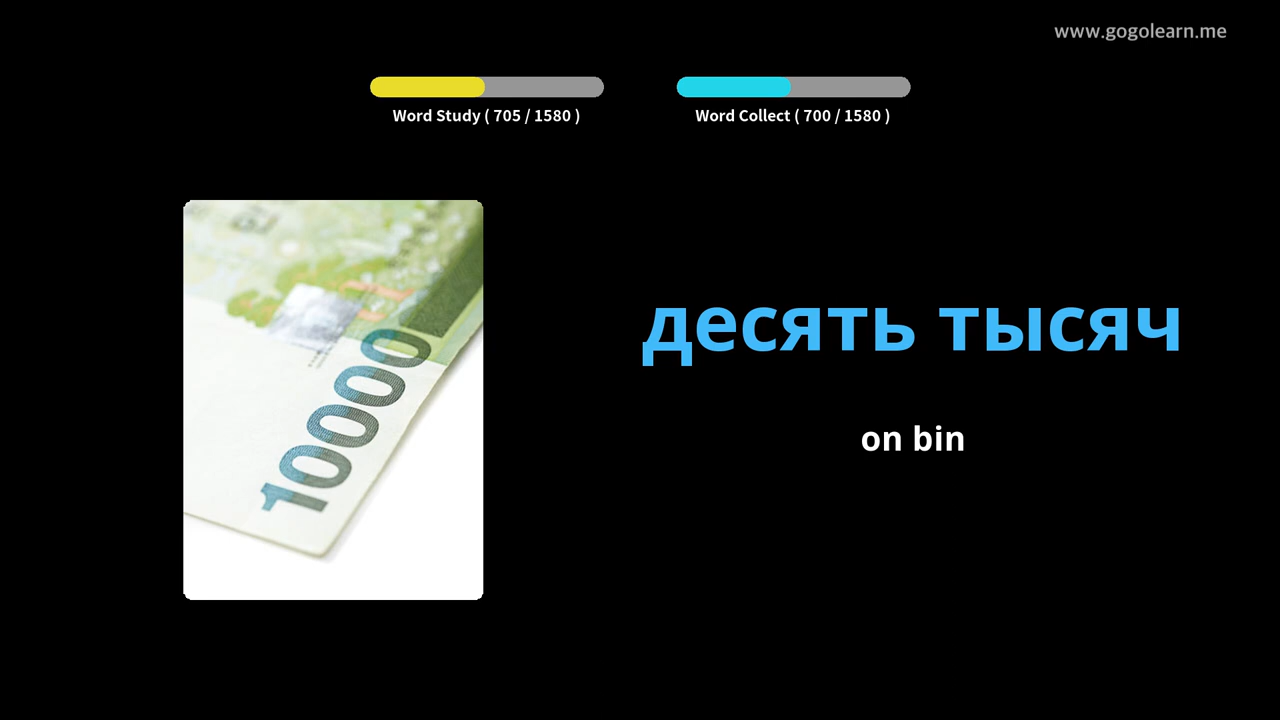 www.gogolearn.me
Word Study ( 705 / 1580 )
Word Collect ( 700 / 1580 )
10000
десять тысяч
on bin